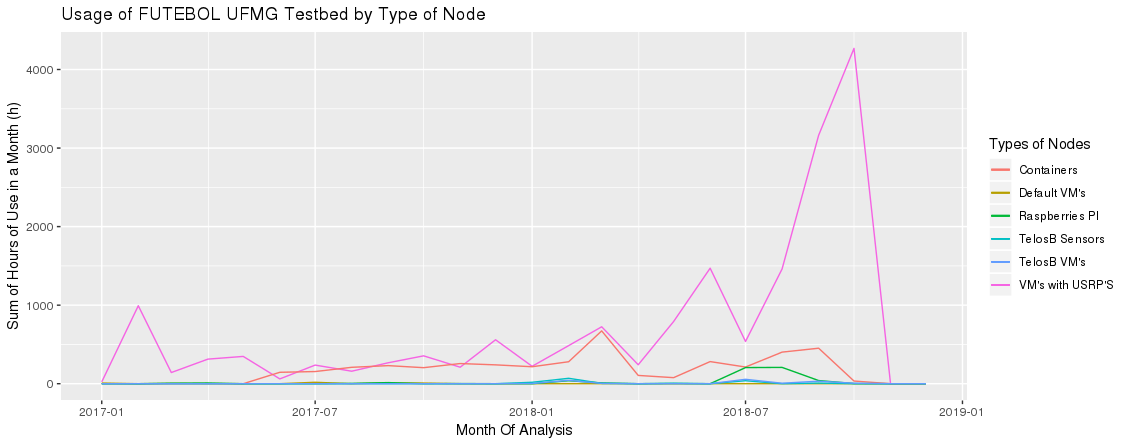 Usage of FUTEBOL UFMG Testbed by Type of Node
Sum of Hours of Use in a Month (h)
4000
3000
2000
1000
0
2017-01
2017-07
2018-01
2018-07
2019-01
Month Of Analysis
Types of Nodes
Containers
Default VM's
Raspberries PI
TelosB Sensors
TelosB VM's
VM's with USRP'S